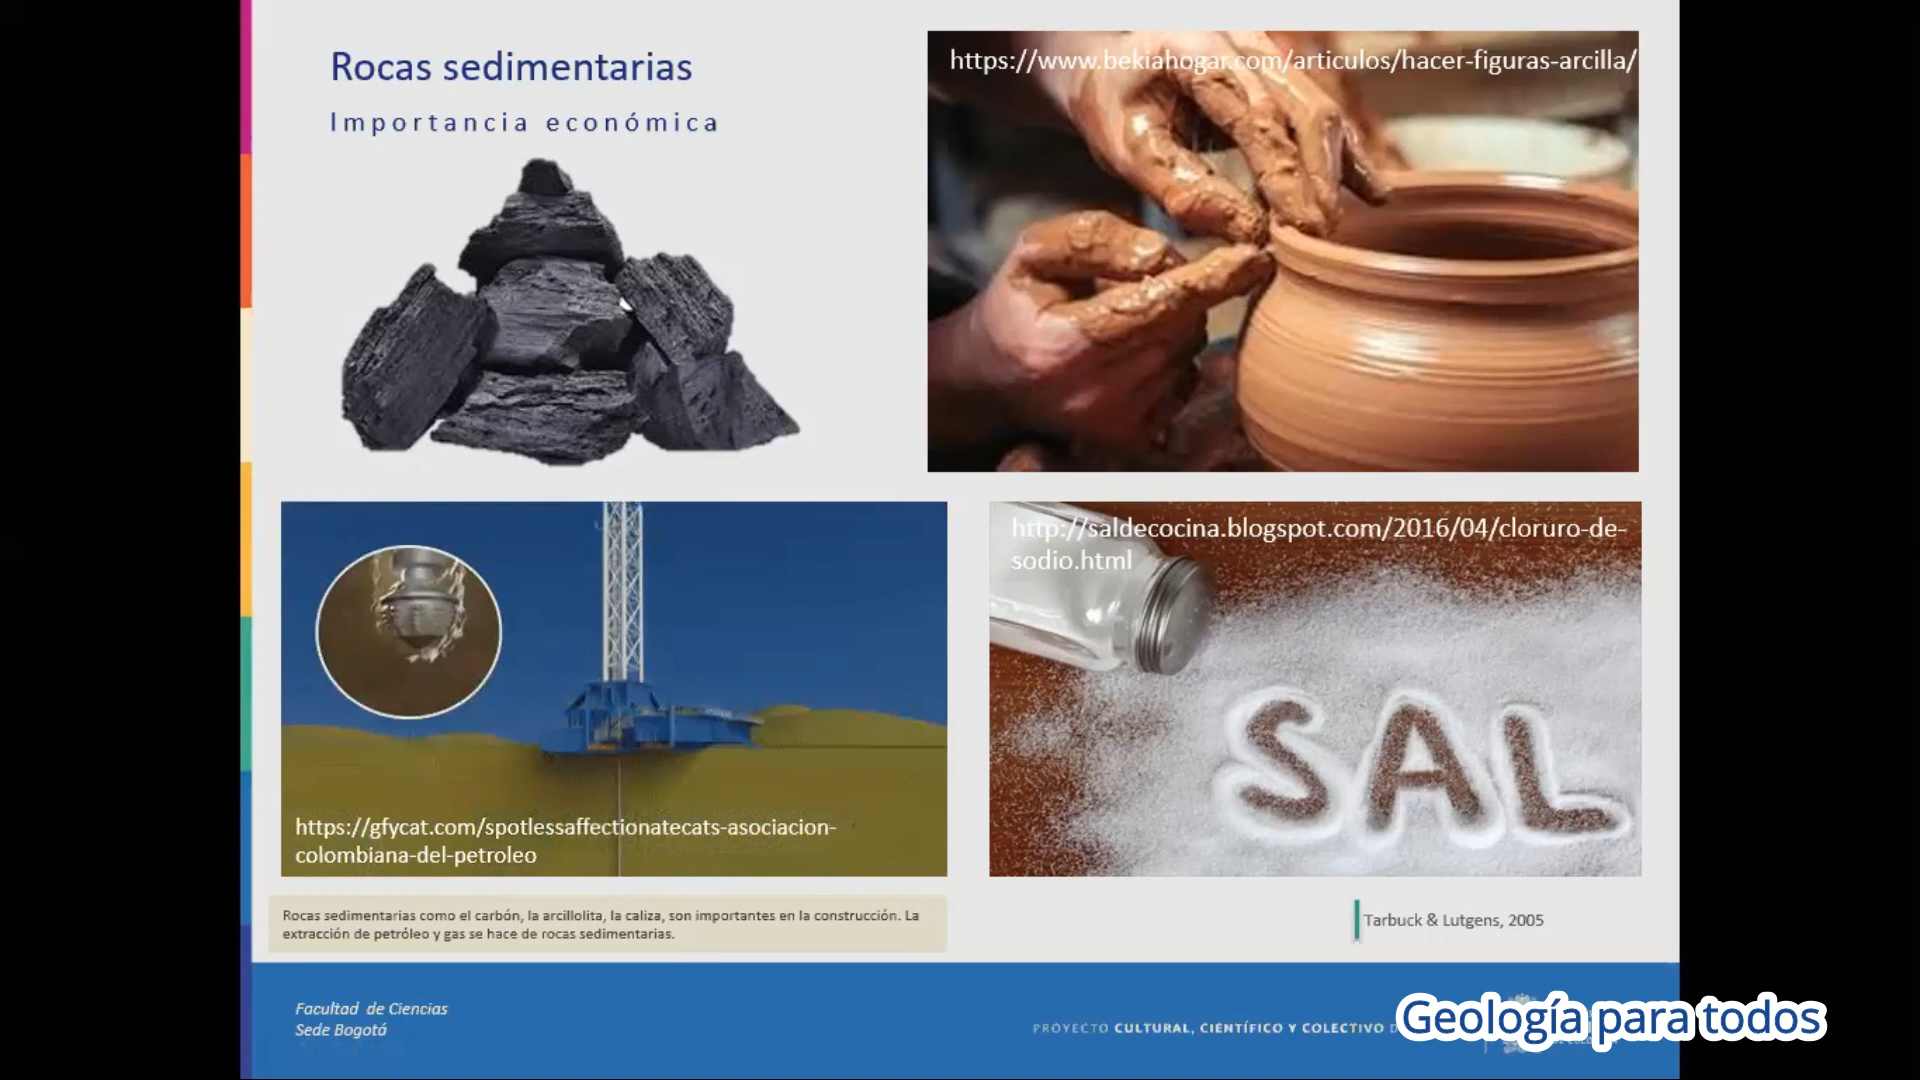 Rocas sedimentarias
Importancia económica
https://www.bekiahogar.com/articulos/hacer-figuras-arcilla/
http://saldecocina.blogspot.com/2016/04/cloruro-de-
sodio.html
SAL
https://gfycat.com/spotlessaffectionatecats-asociacion-
colombiana-del-petroleo
Rocas sedimentarias como el carbón, la arcillolita, la caliza, son importantes en la construcción. La
extracción de petróleo y gas se hace de rocas sedimentarias.
Tarbuck & Lutgens, 2005
Facultad de Ciencias
Sede Bogotá
PROYECTO CULTURAL, CIENTÍFICO Y COLECTIVO
Geología para todos